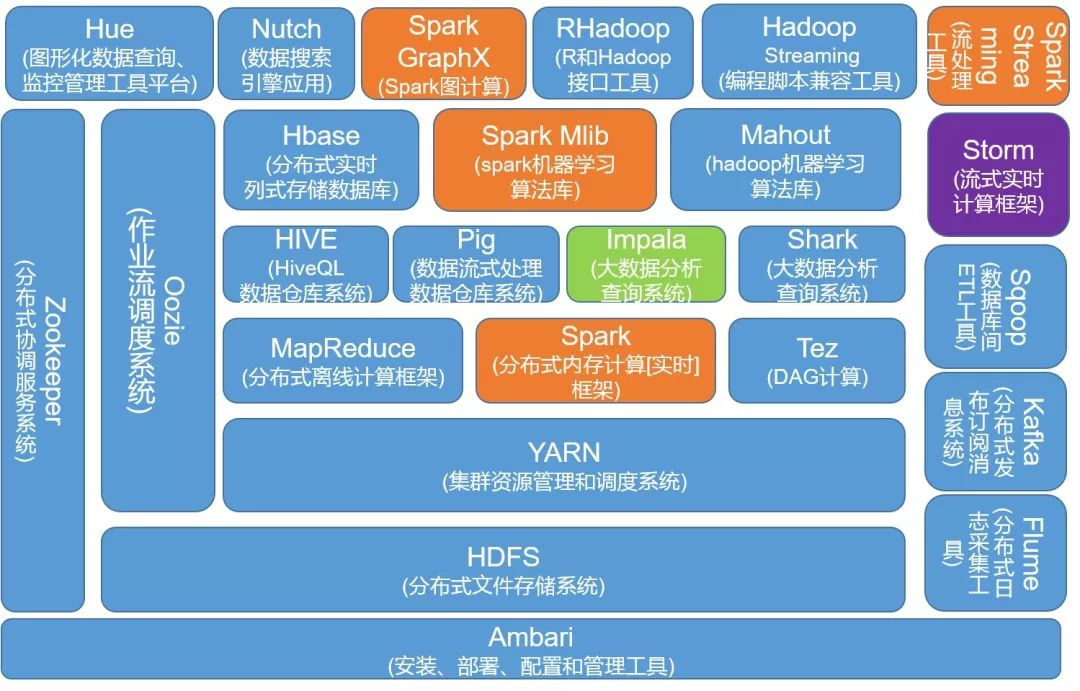 Hue
(图形化数据查询、
监控管理工具平台)
Nutch
(数据搜索
引擎应用)
Spark
GraphX
(Spark图计算)
RHadoop
(R和Hadoop
接口工具)
Hadoop
Streaming
(编程脚本兼容工具)
Spark
Strea
ming
(流处理
工具)
Zookeeper
(分布式协调服务系统)
Oozie
(作业流调度系统)
Hbase
(分布式实时
列式存储数据库)
Spark Mlib
(spark机器学习
算法库)
Mahout
(hadoop机器学习
算法库)
Storm
(流式实时
计算框架)
HIVE
(HiveQL
数据仓库系统)
Pig
(数据流式处理
数据仓库系统)
Impala
(大数据分析
查询系统)
Shark
(大数据分析
查询系统)
Sqoop
(数据库间
ETL工具)
MapReduce
(分布式离线计算框架)
Spark
(分布式内存计算[实时]
框架)
Tez
(DAG计算)
Kafka
(分布式发
布订阅消
息系统)
YARN
(集群资源管理和调度系统)
Flume
(分布式日
志采集工
具)
HDFS
(分布式文件存储系统)
Ambari
(安装、部署、配置和管理工具)